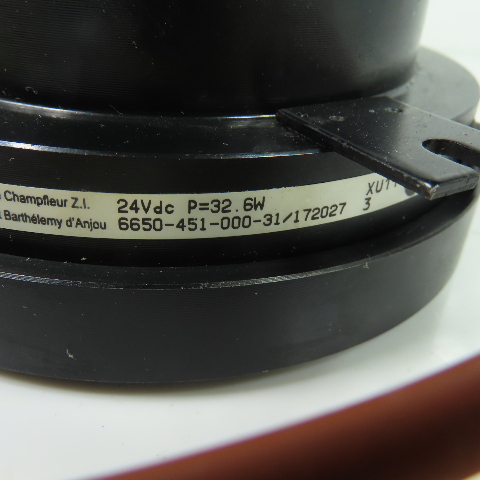 Champfleur Z.I.
Barthélemy d'Anjou
24Vdc P=32.6W
6650-451-000-31/172027
3